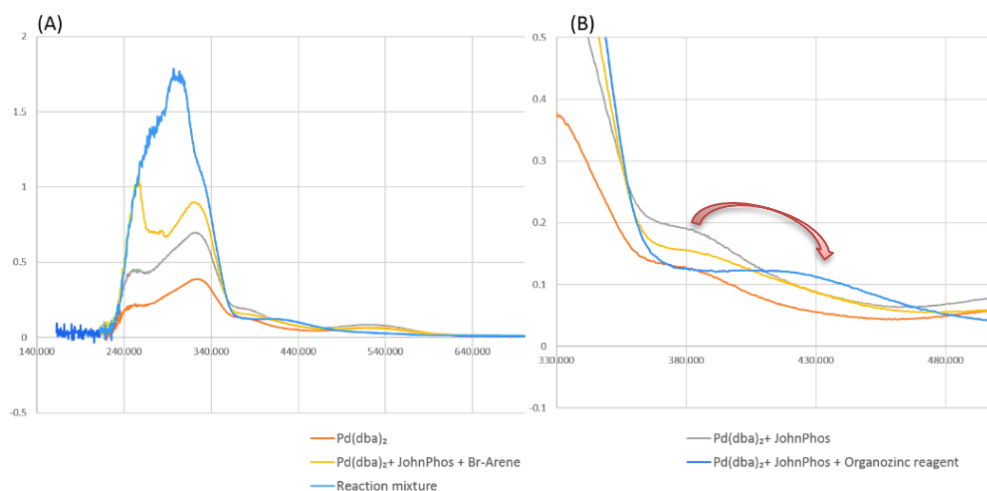 (A)
2
1.5
1
0.5
0
-0.5
140.000 240.000 340.000 440.000 540.000 640.000
(B)
0.5
0.4
0.3
0.2
0.1
0
-0.1
330.000 380.000 430.000 480.000
Pd(dba)₂
Pd(dba)₂+ JohnPhos
Pd(dba)₂+ JohnPhos + Br-Arene
Pd(dba)₂+ JohnPhos + Organozinc reagent
Reaction mixture